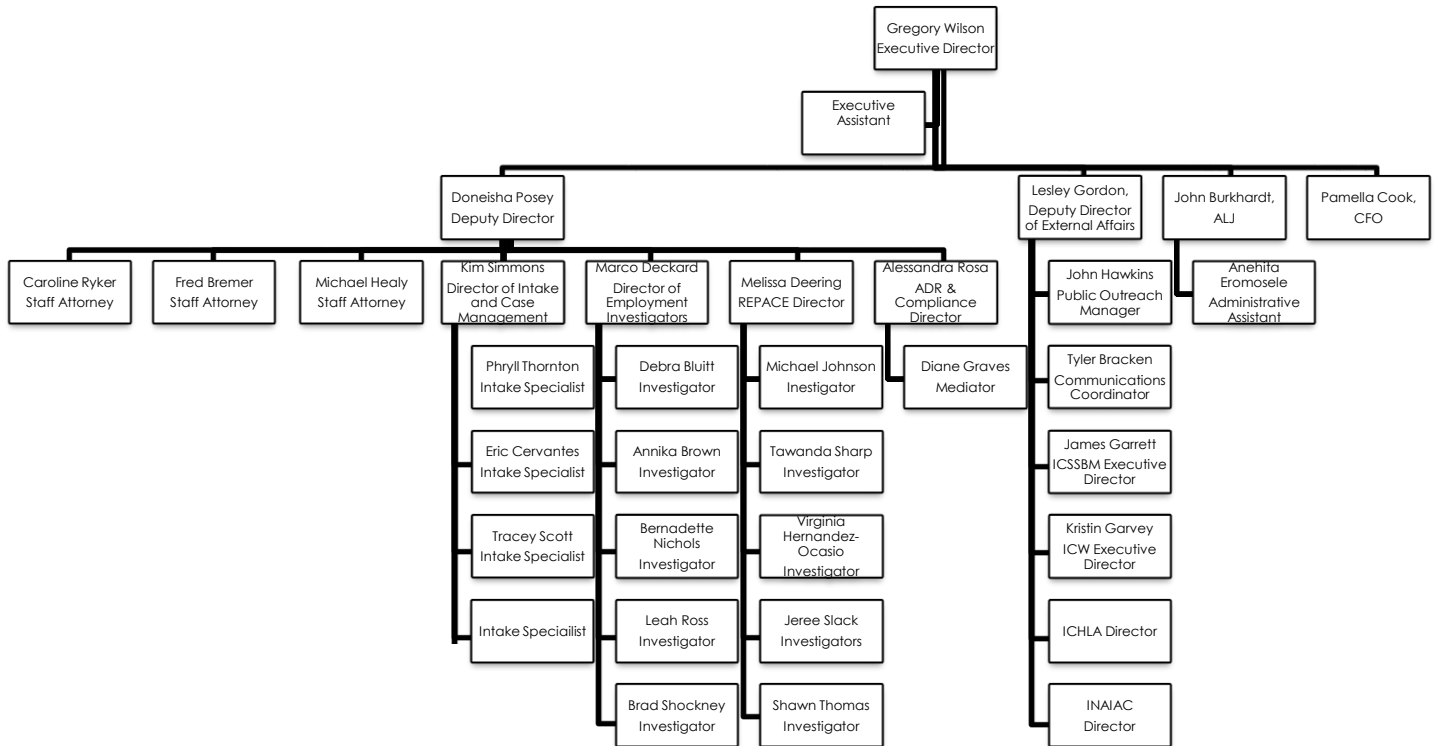 Gregory Wilson
Executive Director
Executive
Assistant
Doneisha Posey
Deputy Director
Lesley Gordon,
Deputy Director
of External Affairs
John Burkhardt,
ALJ
Pamella Cook,
CFO
Caroline Ryker
Staff Attorney
Fred Bremer
Staff Attorney
Michael Healy
Staff Attorney
Kim Simmons
Director of Intake
and Case
Management
Marco Deckard
Director of
Employment
Investigators
Melissa Deering
REPACE Director
Alessandra Rosa
ADR &
Compliance
Director
John Hawkins
Public Outreach
Manager
Anehita
Eromosele
Administrative
Assistant
Phryll Thornton
Intake Specialist
Debra Bluitt
Investigator
Michael Johnson
Inestigator
Diane Graves
Mediator
Tyler Bracken
Communications
Coordinator
Eric Cervantes
Intake Specialist
Annika Brown
Investigator
Tawanda Sharp
Investigator
James Garrett
ICSSBM Executive
Director
Tracey Scott
Intake Specialist
Bernadette
Nichols
Investigator
Virginia
Hernandez-
Ocasio
Investigator
Kristin Garvey
ICW Executive
Director
Intake Speciailist
Leah Ross
Investigator
Jeree Slack
Investigators
ICHLA Director
Brad Shockney
Investigator
Shawn Thomas
Investigator
INAIAC
Director